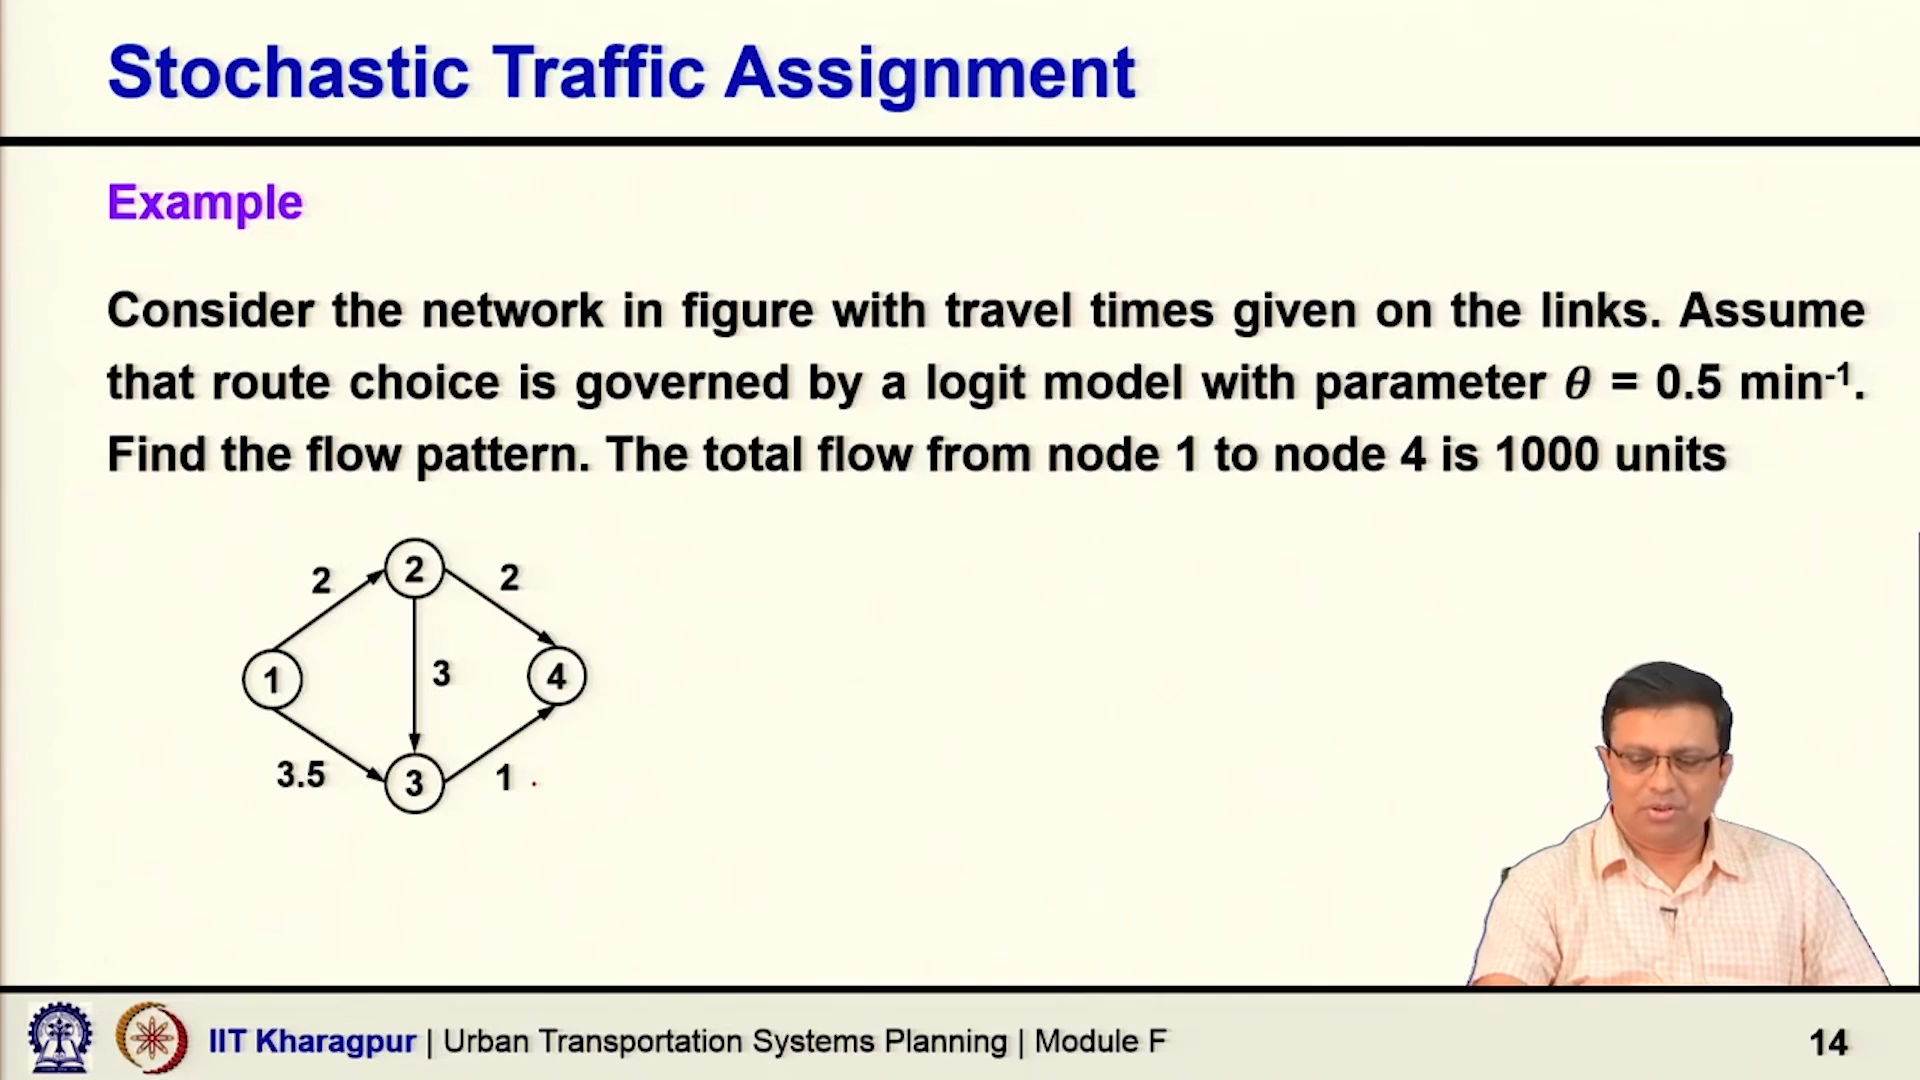 Stochastic Traffic Assignment
Example
Consider the network in figure with travel times given on the links. Assume
that route choice is governed by a logit model with parameter θ = 0.5 min⁻¹.
Find the flow pattern. The total flow from node 1 to node 4 is 1000 units
2
2
2
1
3
4
3.5
3
1
IIT Kharagpur | Urban Transportation Systems Planning | Module F
14